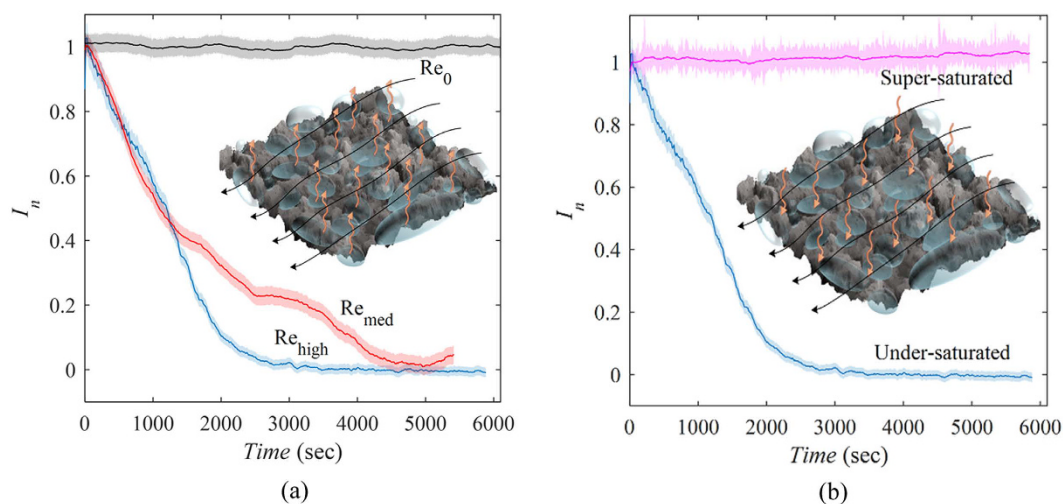 1
0.8
0.6
0.4
0.2
0
I_n
0 1000 2000 3000 4000 5000 6000
Time (sec)
Re_0
Re_med
Re_high
(a)
1
0.8
0.6
0.4
0.2
0
I_n
0 1000 2000 3000 4000 5000 6000
Time (sec)
Super-saturated
Under-saturated
(b)